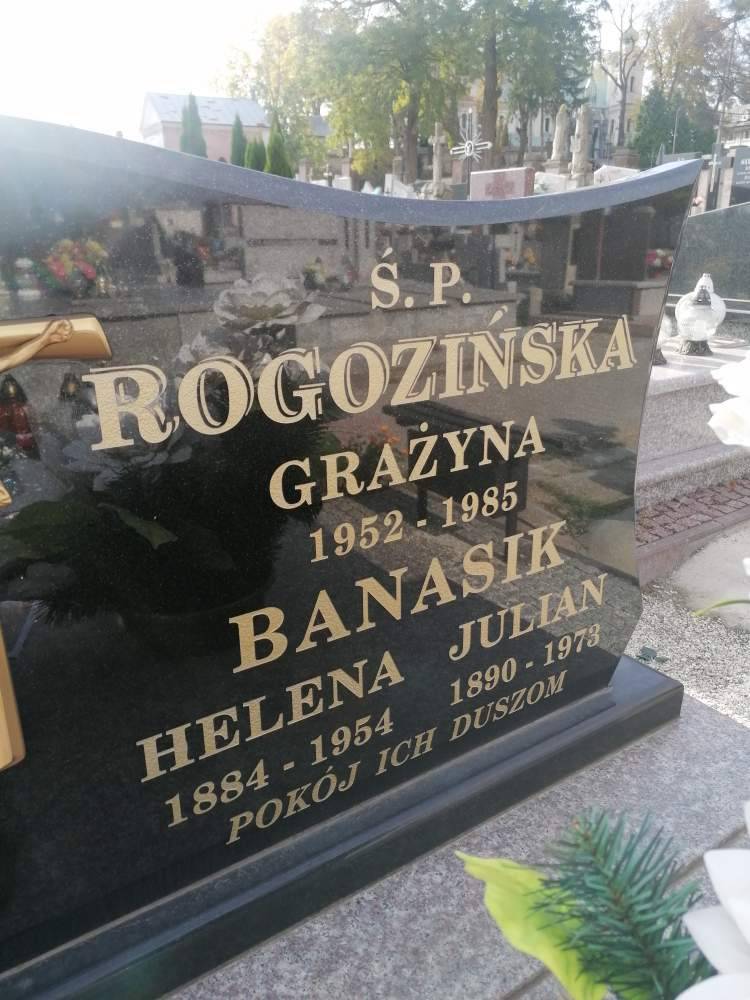 Ś. P.
ROGOZIŃSKA
GRAŻYNA
1952 - 1985
BANASIK
HELENA JULIAN
1884 - 1954 1890 - 1973
POKÓJ ICH DUSZOM